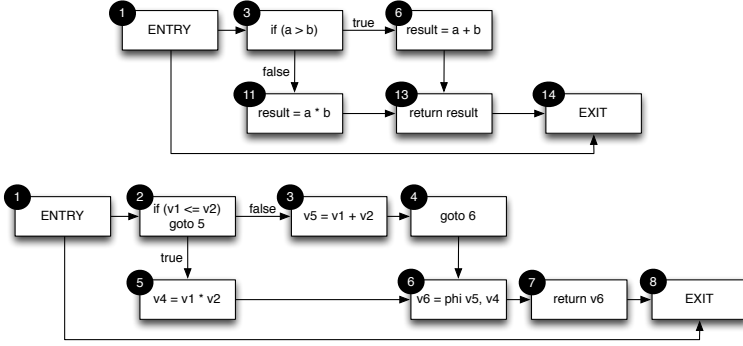 1
ENTRY
3
if (a > b)
true
6
result = a + b
false
11
result = a * b
13
return result
14
EXIT
1
ENTRY
2
if (v1 <= v2)
goto 5
false
3
v5 = v1 + v2
4
goto 6
true
5
v4 = v1 * v2
6
v6 = phi v5, v4
7
return v6
8
EXIT